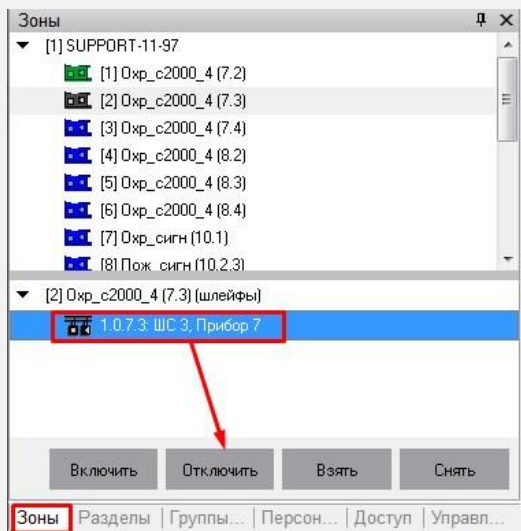 Зоны
[1] SUPPORT-11-97
[1] Охр_с2000_4 (7.2)
[2] Охр_с2000_4 (7.3)
[3] Охр_с2000_4 (7.4)
[4] Охр_с2000_4 (8.2)
[5] Охр_с2000_4 (8.3)
[6] Охр_с2000_4 (8.4)
[7] Охр_сигн (10.1)
[8] Пож_сигн (10.2,3)
[2] Охр_с2000_4 (7.3) (шлейфы)
1.0.7.3: ШС 3, Прибор 7
Включить Отключить Взять Снять
Зоны Разделы Группы... Персон... Доступ Управл...